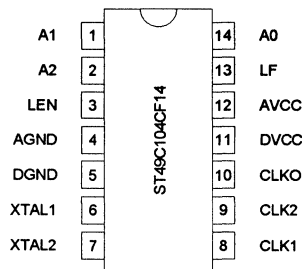 A1 1 14 A0
A2 2 13 LF
LEN 3 12 AVCC
AGND 4 11 DVCC
DGND 5 10 CLKO
XTAL1 6 9 CLK2
XTAL2 7 8 CLK1
ST49C104CF14